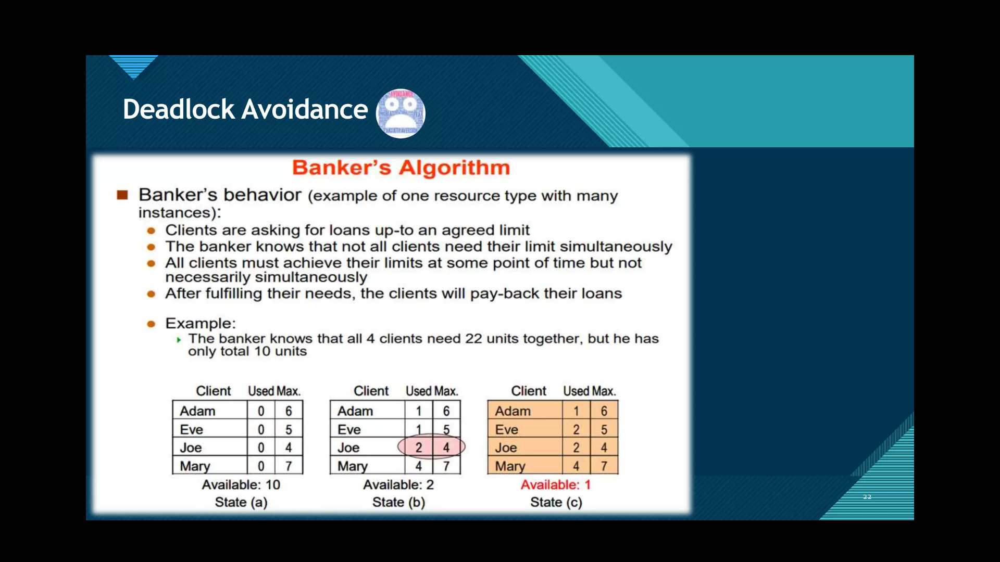 Deadlock Avoidance
AVOIDANCE
Banker's Algorithm
Banker's behavior (example of one resource type with many
instances):
Clients are asking for loans up-to an agreed limit
The banker knows that not all clients need their limit simultaneously
All clients must achieve their limits at some point of time but not
necessarily simultaneously
After fulfilling their needs, the clients will pay-back their loans
Example:
The banker knows that all 4 clients need 22 units together, but he has
only total 10 units
Client Used Max.
Adam 0 6
Eve 0 5
Joe 0 4
Mary 0 7
Available: 10
State (a)
Client Used Max.
Adam 1 6
Eve 1 5
Joe 2 4
Mary 4 7
Available: 2
State (b)
Client Used Max.
Adam 1 6
Eve 2 5
Joe 2 4
Mary 4 7
Available: 1
State (c)
22